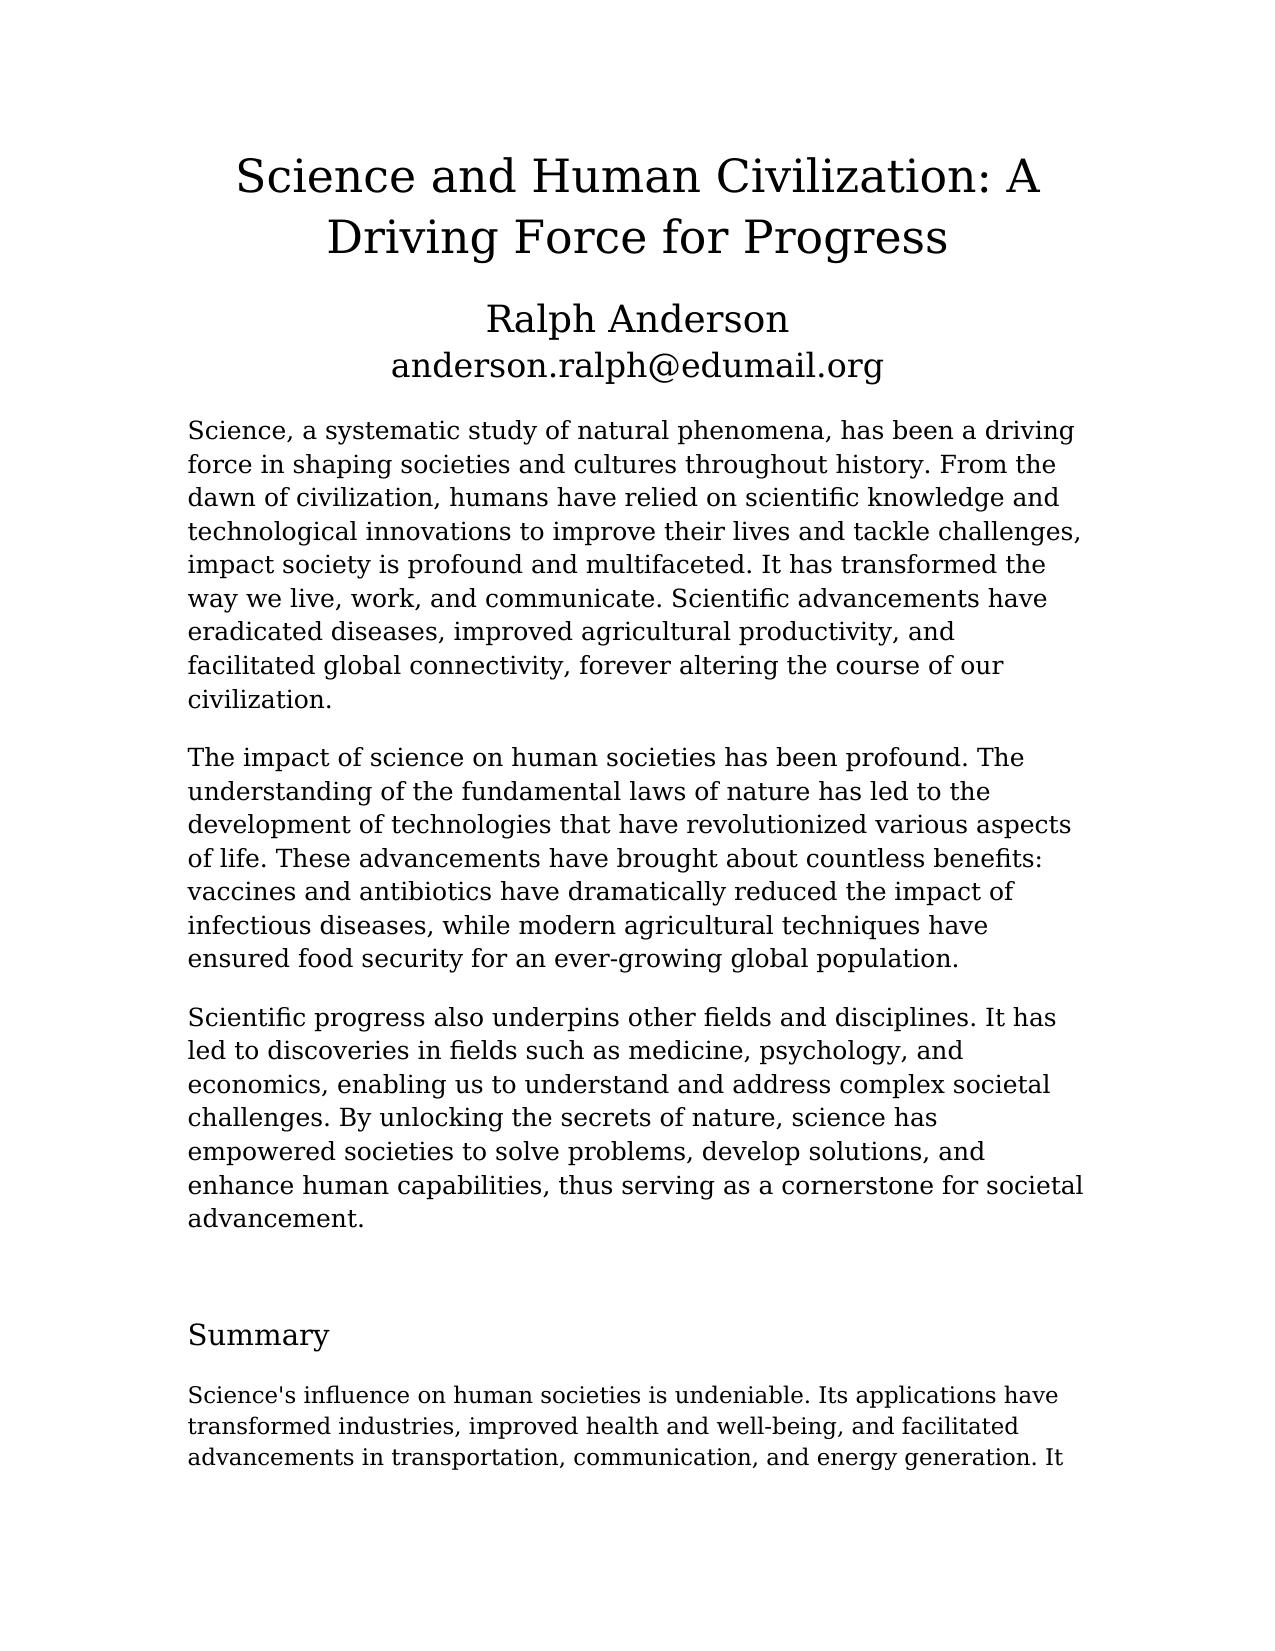 Science and Human Civilization: A
Driving Force for Progress
Ralph Anderson
anderson.ralph@edumail.org
Science, a systematic study of natural phenomena, has been a driving
force in shaping societies and cultures throughout history. From the
dawn of civilization, humans have relied on scientific knowledge and
technological innovations to improve their lives and tackle challenges,
impact society is profound and multifaceted. It has transformed the
way we live, work, and communicate. Scientific advancements have
eradicated diseases, improved agricultural productivity, and
facilitated global connectivity, forever altering the course of our
civilization.
The impact of science on human societies has been profound. The
understanding of the fundamental laws of nature has led to the
development of technologies that have revolutionized various aspects
of life. These advancements have brought about countless benefits:
vaccines and antibiotics have dramatically reduced the impact of
infectious diseases, while modern agricultural techniques have
ensured food security for an ever-growing global population.
Scientific progress also underpins other fields and disciplines. It has
led to discoveries in fields such as medicine, psychology, and
economics, enabling us to understand and address complex societal
challenges. By unlocking the secrets of nature, science has
empowered societies to solve problems, develop solutions, and
enhance human capabilities, thus serving as a cornerstone for societal
advancement.
Summary
Science's influence on human societies is undeniable. Its applications have
transformed industries, improved health and well-being, and facilitated
advancements in transportation, communication, and energy generation. It